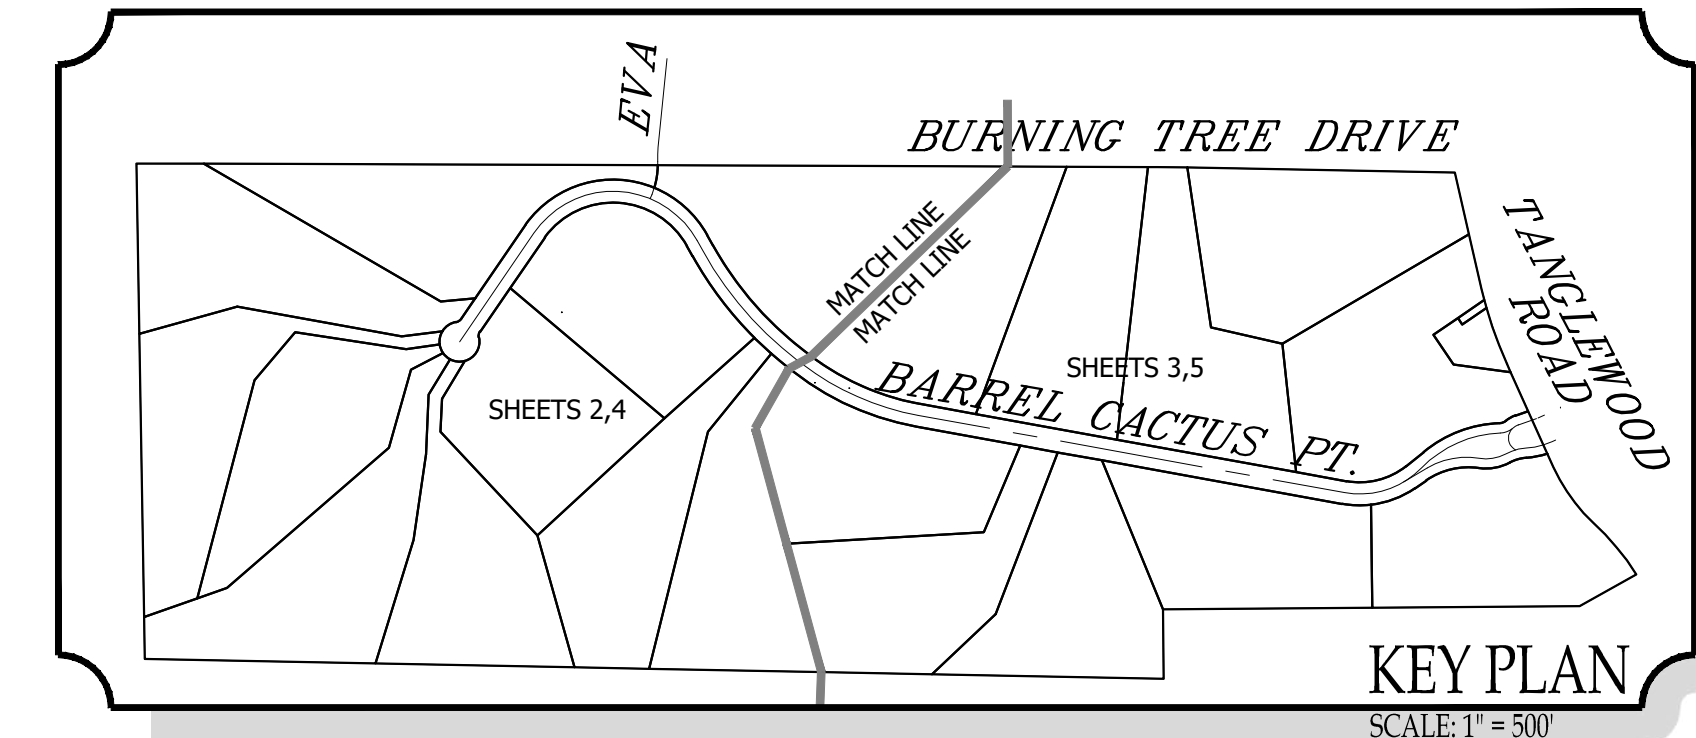 EVA
BURNING TREE DRIVE
MATCH LINE
MATCH LINE
TANGLEWOOD
ROAD
BARREL CACTUS PT.
SHEETS 3,5
SHEETS 2,4
KEY PLAN
SCALE: 1" = 500'